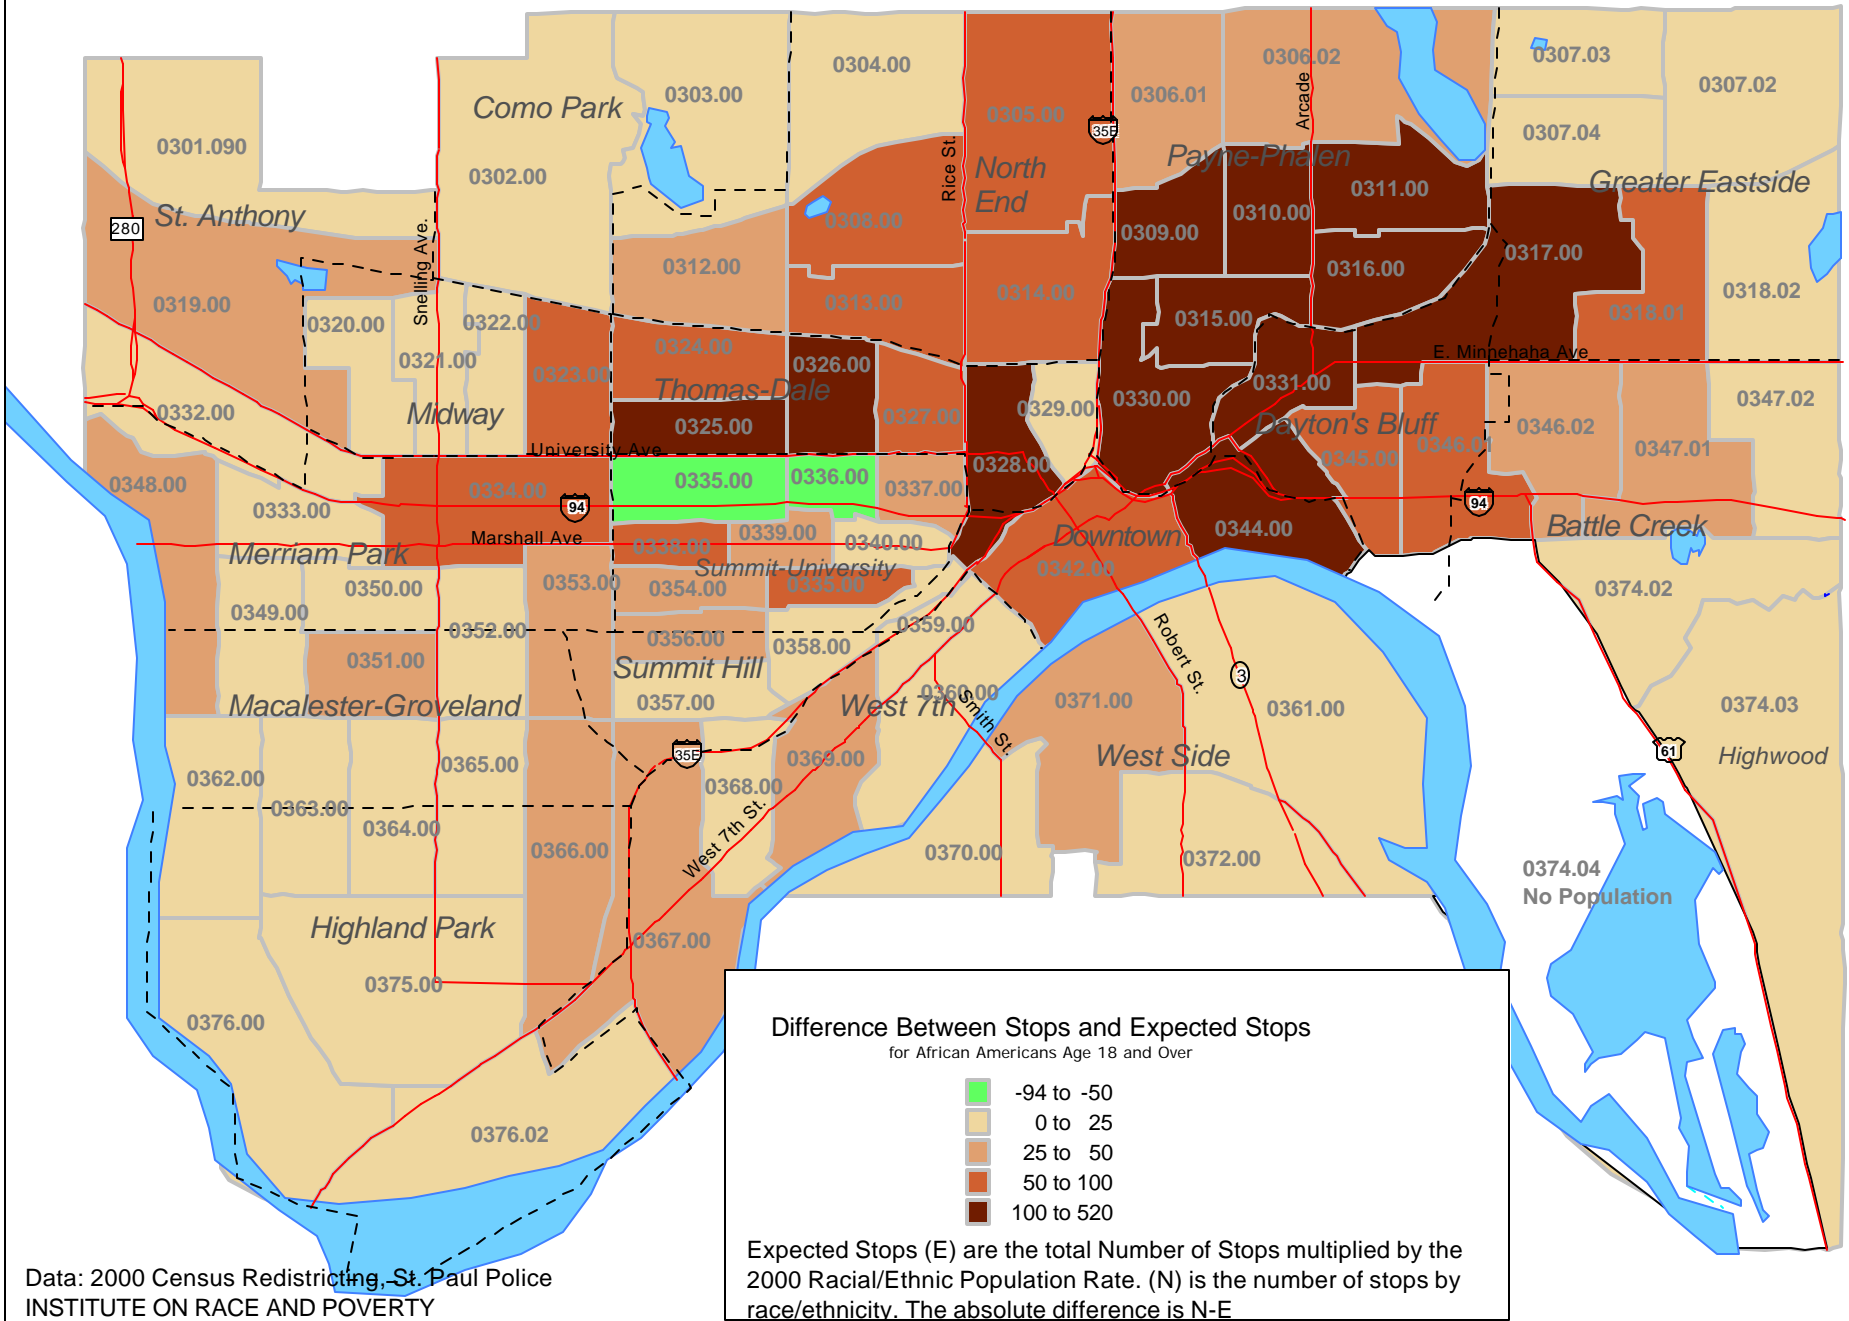 0304.00
0303.00
Como Park
0305.00
0306.01
0306.02
Arcade
0307.03
0307.02
0307.04
35E
0301.090
0302.00
Rice St.
North
End
Payne-Phalen
0311.00
Greater Eastside
St. Anthony
280
Snelling Ave.
0308.00
0310.00
0309.00
0312.00
0316.00
0317.00
0319.00
0313.00
0314.00
0318.02
0320.00
0322.00
0315.00
0318.01
0321.00
0324.00
0326.00
E. Minnehaha Ave
0323.00
Thomas-Dale
0331.00
0332.00
Midway
0325.00
0327.00
0329.00
0330.00
Dayton's Bluff
0347.02
0346.02
University Ave
0346.01
0347.01
0345.00
0328.00
0348.00
0335.00
0336.00
0337.00
0334.00
94
94
0333.00
Marshall Ave
0339.00
0340.00
Downtown
0344.00
Battle Creek
Merriam Park
0338.00
Summit-University
0342.00
0350.00
0353.00
0354.00
0335.00
0374.02
0349.00
0352.00
0356.00
0359.00
0358.00
Robert St.
0351.00
Summit Hill
3
Macalester-Groveland
0357.00
West 7th
0360.00
Smith St.
0371.00
0361.00
0374.03
35E
West Side
61
Highwood
0362.00
0365.00
0368.00
0369.00
0363.00
0364.00
West 7th St.
0366.00
0370.00
0372.00
0374.04
No Population
Highland Park
0367.00
0375.00
0376.00
0376.02
Difference Between Stops and Expected Stops
for African Americans Age 18 and Over
-94 to -50
0 to 25
25 to 50
50 to 100
100 to 520
Expected Stops (E) are the total Number of Stops multiplied by the
2000 Racial/Ethnic Population Rate. (N) is the number of stops by
race/ethnicity. The absolute difference is N-E
Data: 2000 Census Redistricting, St. Paul Police
INSTITUTE ON RACE AND POVERTY